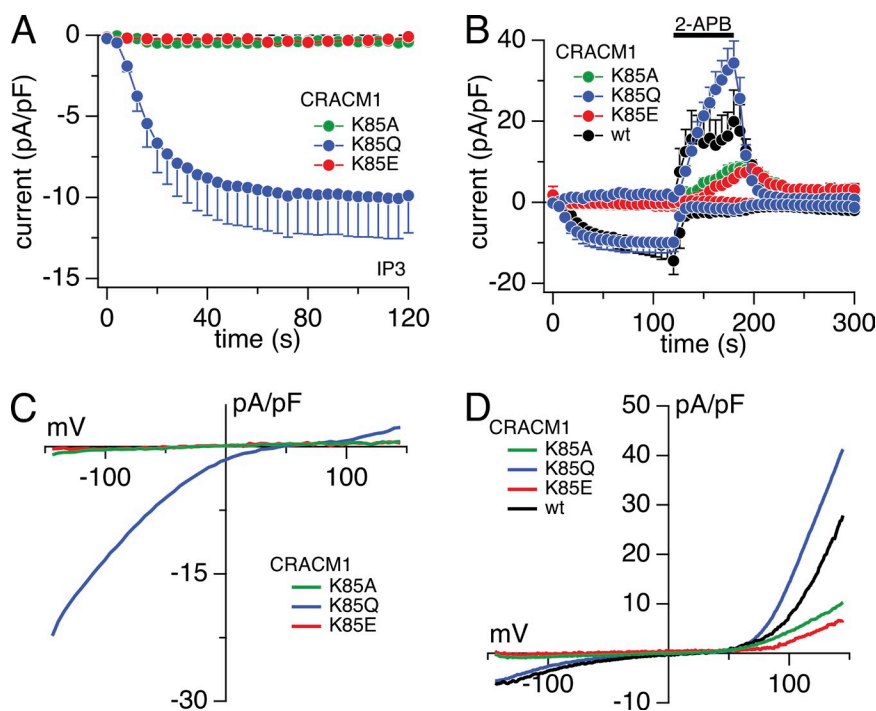 A
0
-5
-10
-15
current (pA/pF)
CRACM1
K85A
K85Q
K85E
IP3
0
40
80
120
time (s)
B
2-APB
40
20
0
-20
current (pA/pF)
CRACM1
K85A
K85Q
K85E
wt
0
100
200
300
time (s)
C
mV
pA/pF
-100
100
-15
-30
CRACM1
K85A
K85Q
K85E
D
pA/pF
50
40
30
20
10
-10
CRACM1
K85A
K85Q
K85E
wt
mV
-100
100